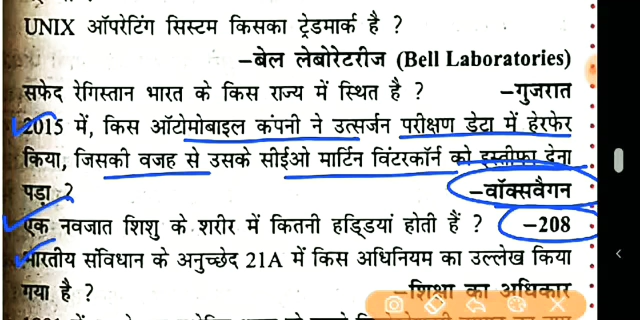 UNIX ऑपरेटिंग सिस्टम किसका ट्रेडमार्क है ?
–बेल लेबोरेटरीज (Bell Laboratories)
सफेद रेगिस्तान भारत के किस राज्य में स्थित है ? –गुजरात
2015 में, किस ऑटोमोबाइल कंपनी ने उत्सर्जन परीक्षण डेटा में हेरफेर
किया, जिसकी वजह से उसके सीईओ मार्टिन विंटरकॉर्न को इस्तीफा देना
पड़ा ? –वॉक्सवैगन
एक नवजात शिशु के शरीर में कितनी हड्डियां होती हैं ? –208
भारतीय संविधान के अनुच्छेद 21A में किस अधिनियम का उल्लेख किया
गया है ? –शिक्षा का अधिकार